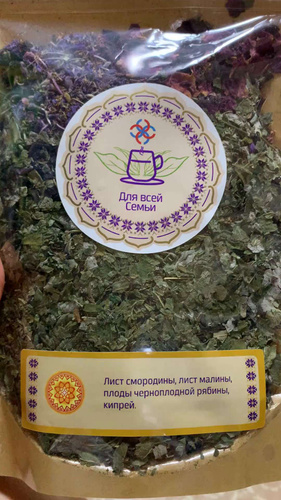 Для всей
Семьи
Лист смородины, лист малины,
плоды черноплодной рябины,
кипрей.